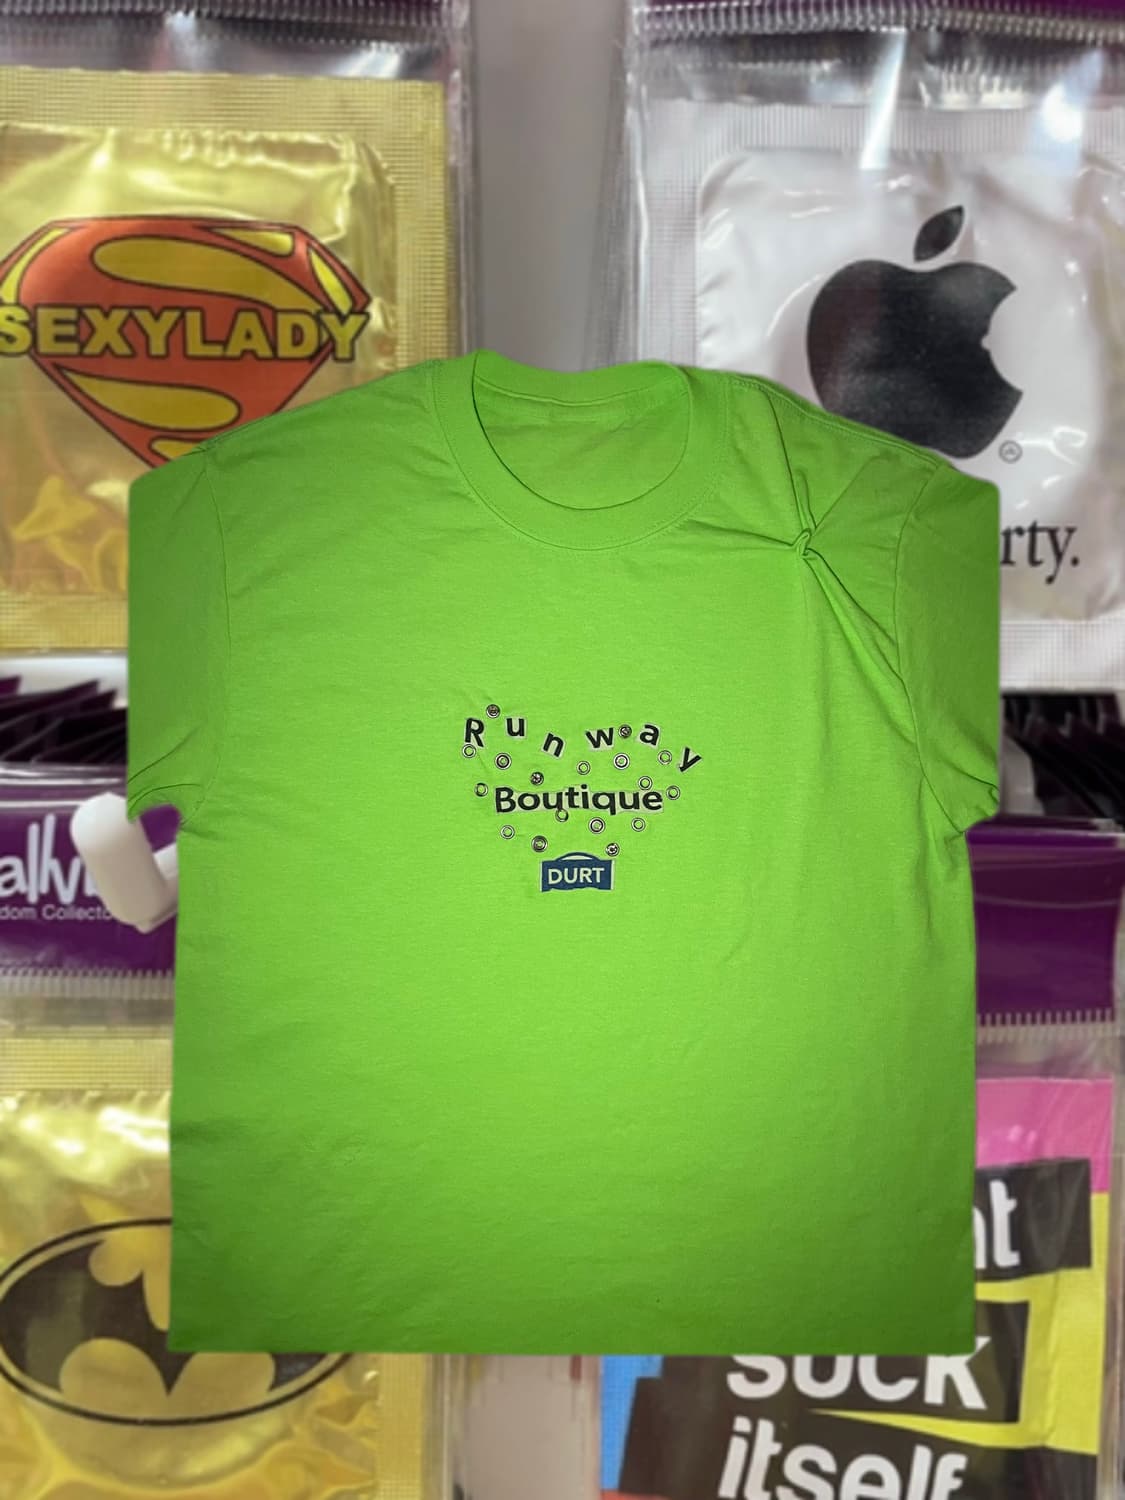 SEXYLADY
rty.
Runway
Boutique
DURT
SUCK
itself